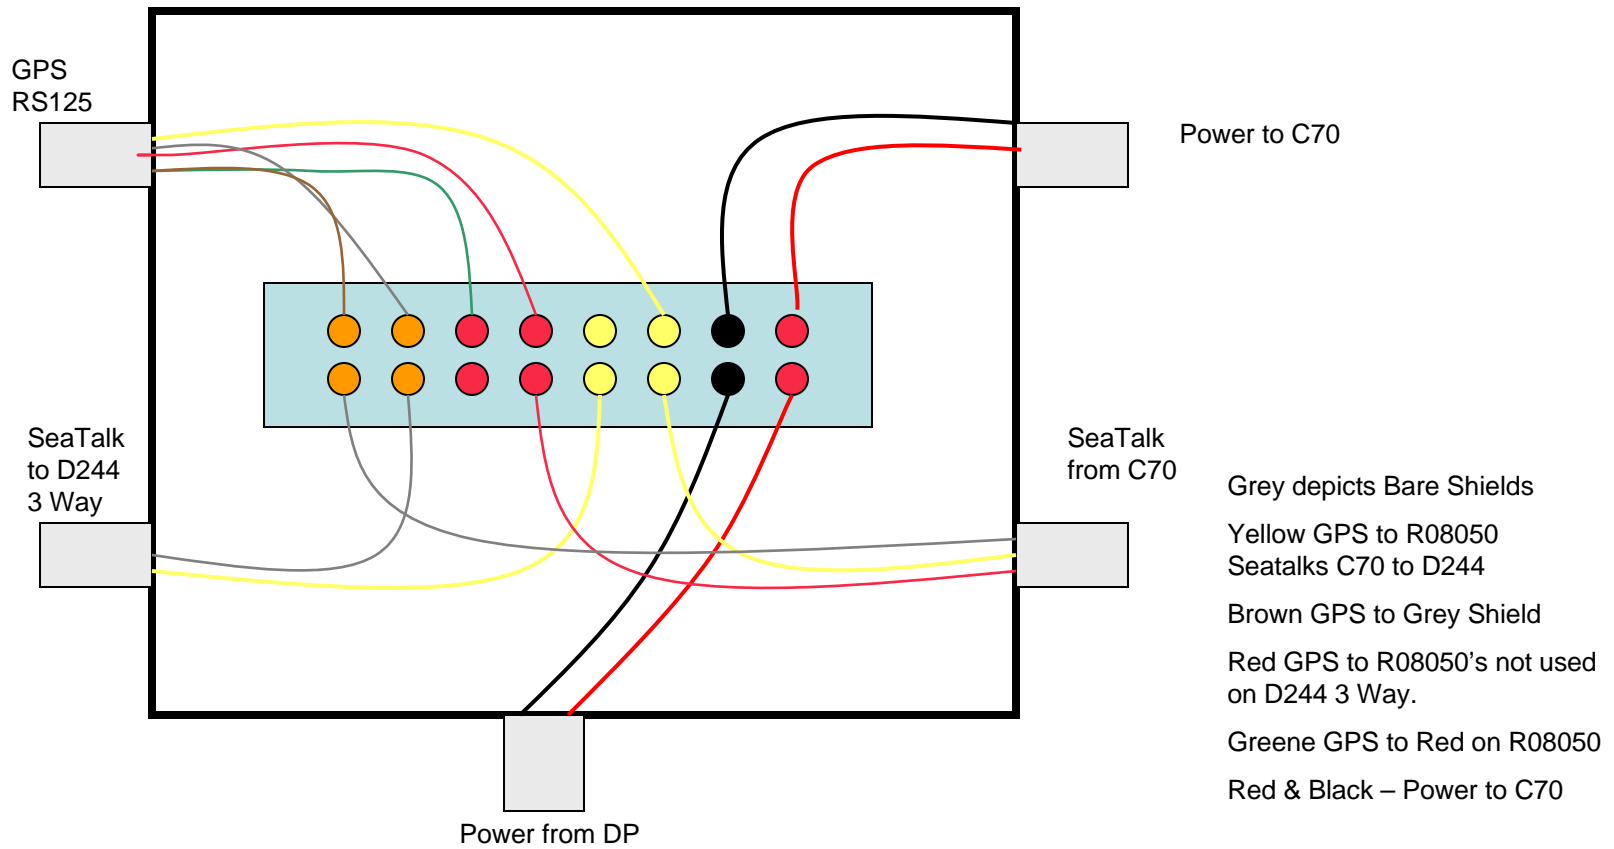 GPS
RS125
Power to C70
SeaTalk
to D244
3 Way
SeaTalk
from C70
Grey depicts Bare Shields
Yellow GPS to R08050
Seatalks C70 to D244
Brown GPS to Grey Shield
Red GPS to R08050’s not used
on D244 3 Way.
Greene GPS to Red on R08050
Red & Black – Power to C70
Power from DP